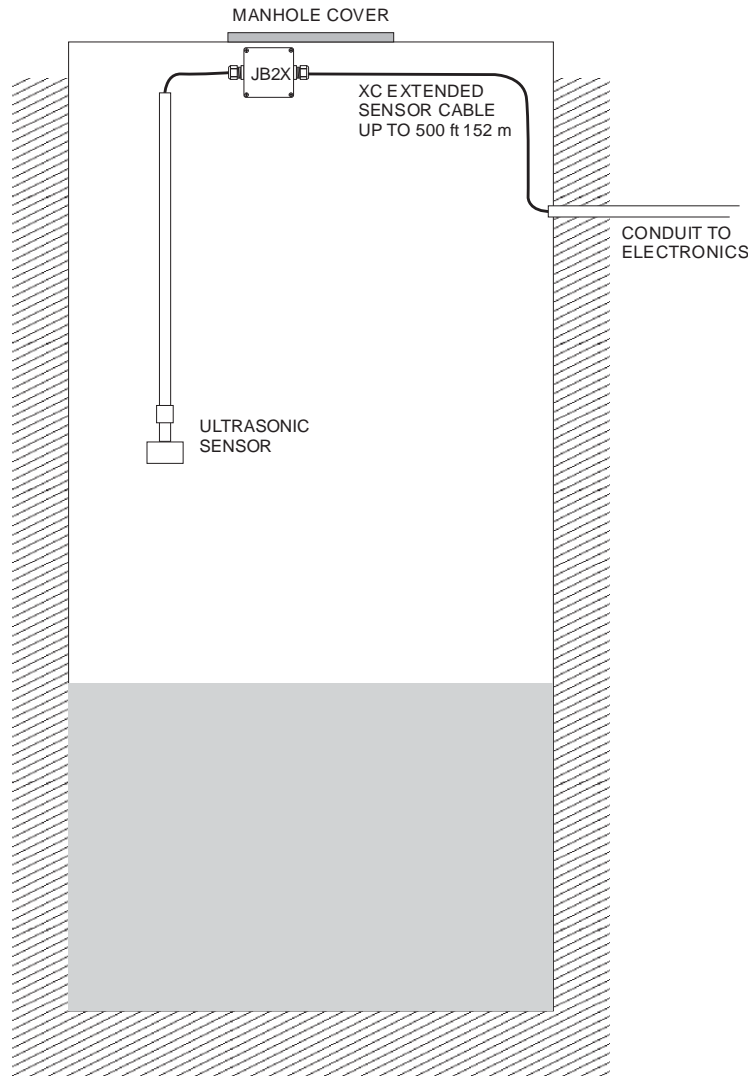 MANHOLE COVER
JB2X
XC EXTENDED
SENSOR CABLE
UP TO 500 ft 152 m
CONDUIT TO
ELECTRONICS
ULTRASONIC
SENSOR